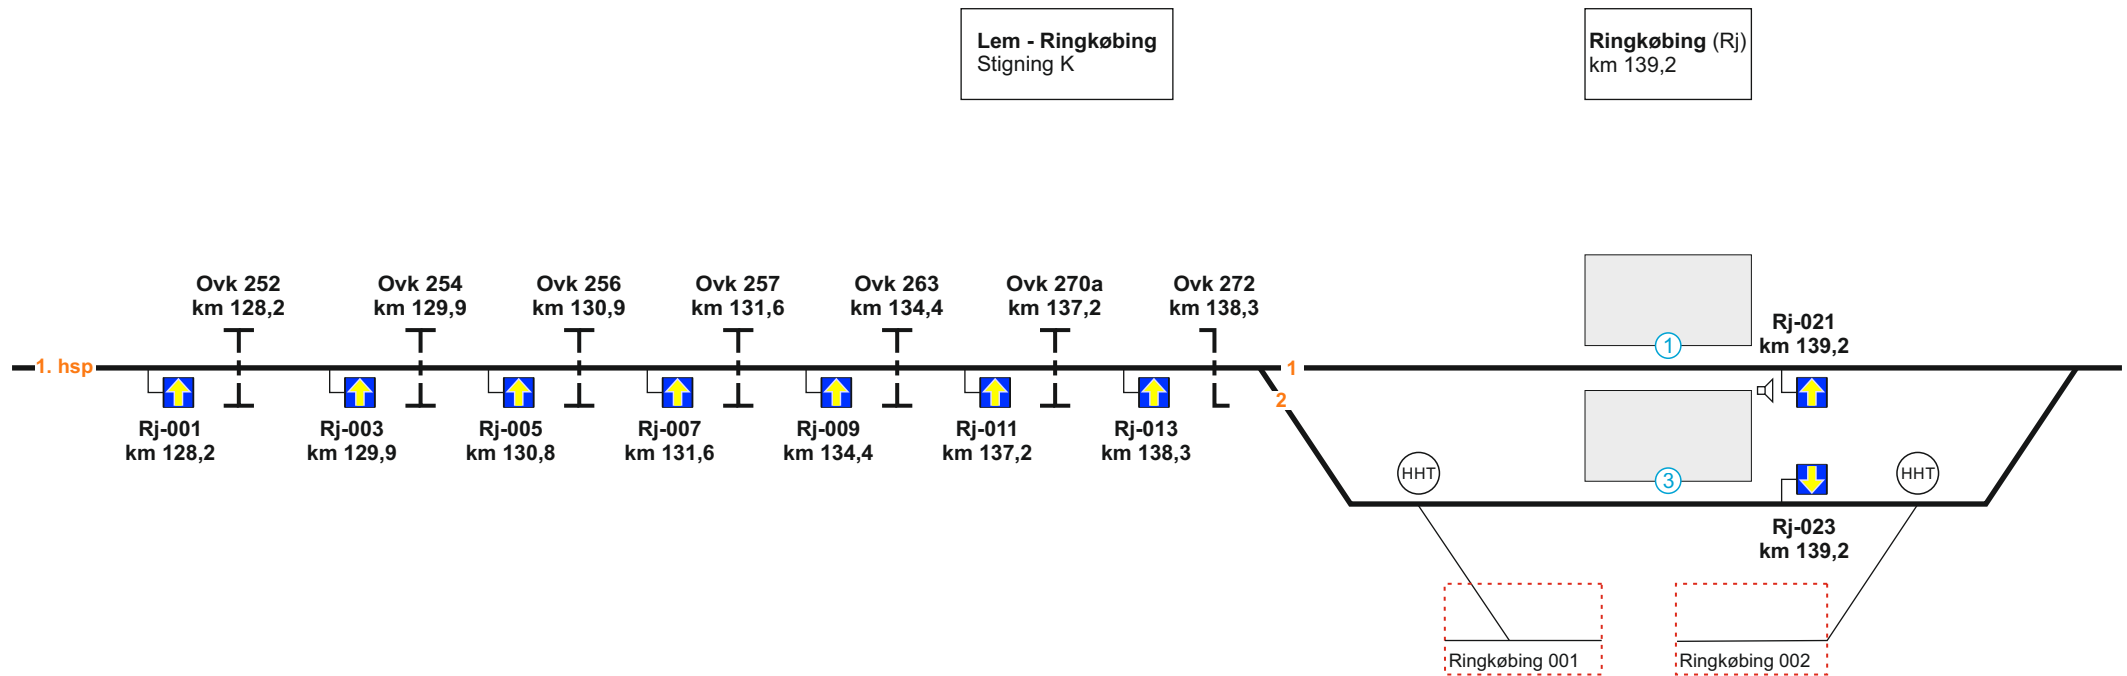 Lem - Ringkøbing
Stigning K
Ringkøbing (Rj)
km 139,2
Ovk 252
km 128,2
Ovk 254
km 129,9
Ovk 256
km 130,9
Ovk 257
km 131,6
Ovk 263
km 134,4
Ovk 270a
km 137,2
Ovk 272
km 138,3
Rj-021
km 139,2
1
1. hsp
1
2
Rj-001
km 128,2
Rj-003
km 129,9
Rj-005
km 130,8
Rj-007
km 131,6
Rj-009
km 134,4
Rj-011
km 137,2
Rj-013
km 138,3
HHT
3
HHT
Rj-023
km 139,2
Ringkøbing 001
Ringkøbing 002